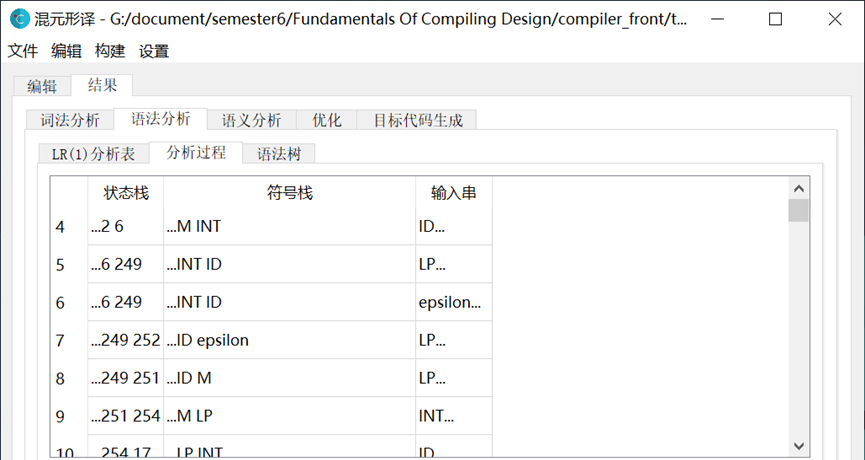 混元形译 - G:/document/semester6/Fundamentals Of Compiling Design/compiler_front/t...
文件 编辑 构建 设置
编辑 结果
词法分析 语法分析 语义分析 优化 目标代码生成
LR(1)分析表 分析过程 语法树
状态栈 符号栈 输入串
4 ...2 6 ...M INT ID...
5 ...6 249 ...INT ID LP...
6 ...6 249 ...INT ID epsilon...
7 ...249 252 ...ID epsilon LP...
8 ...249 251 ...ID M LP...
9 ...251 254 ...M LP INT...
10 ...254 17 ...LP INT ID...